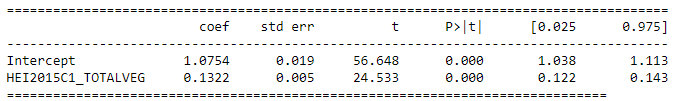 ==============================================================================
coef std err t P>|t| [0.025 0.975]
------------------------------------------------------------------------------
Intercept 1.0754 0.019 56.648 0.000 1.038 1.113
HEI2015C1_TOTALVEG 0.1322 0.005 24.533 0.000 0.122 0.143
==============================================================================